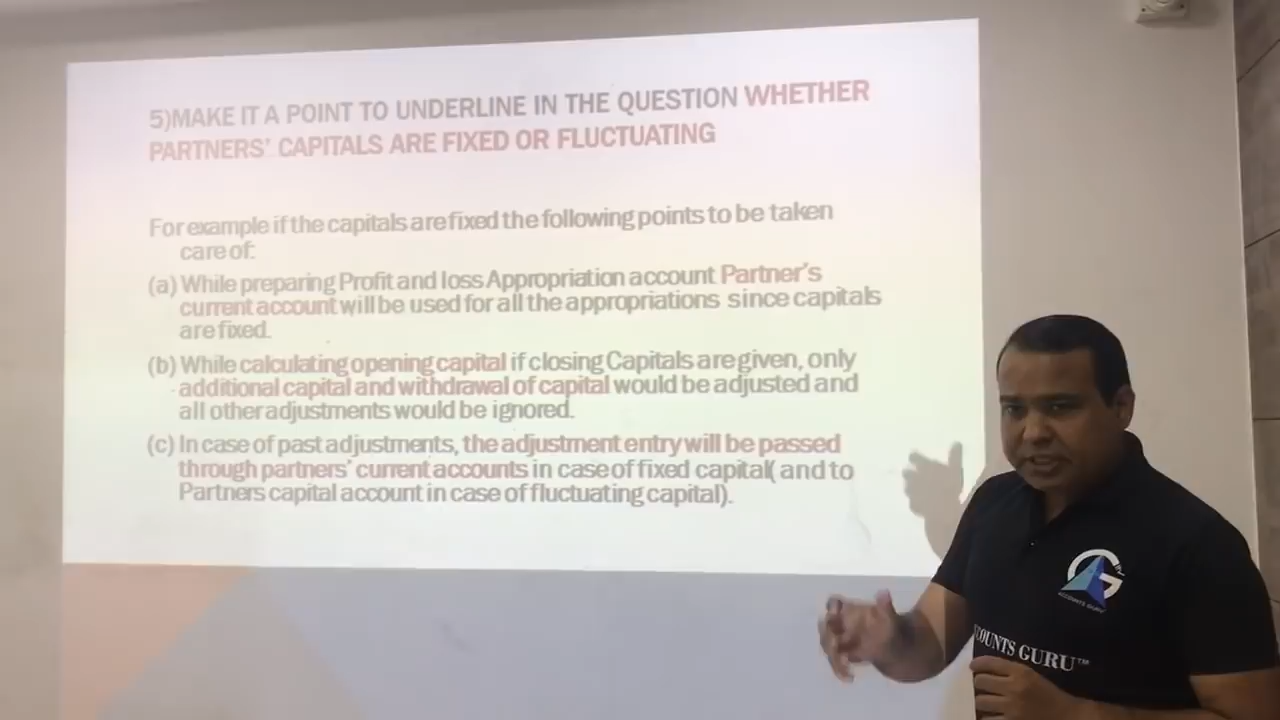 5)MAKE IT A POINT TO UNDERLINE IN THE QUESTION WHETHER
PARTNERS' CAPITALS ARE FIXED OR FLUCTUATING
For example if the capitals are fixed the following points to be taken
care of:
(a) While preparing Profit and loss Appropriation account Partner's
current account will be used for all the appropriations since capitals
are fixed.
(b) While calculating opening capital if closing Capitals are given, only
additional capital and withdrawal of capital would be adjusted and
all other adjustments would be ignored.
(c) In case of past adjustments, the adjustment entry will be passed
through partners' current accounts in case of fixed capital( and to
Partners capital account in case of fluctuating capital).
G
ACCOUNTS GURU
COUNTS GURU™